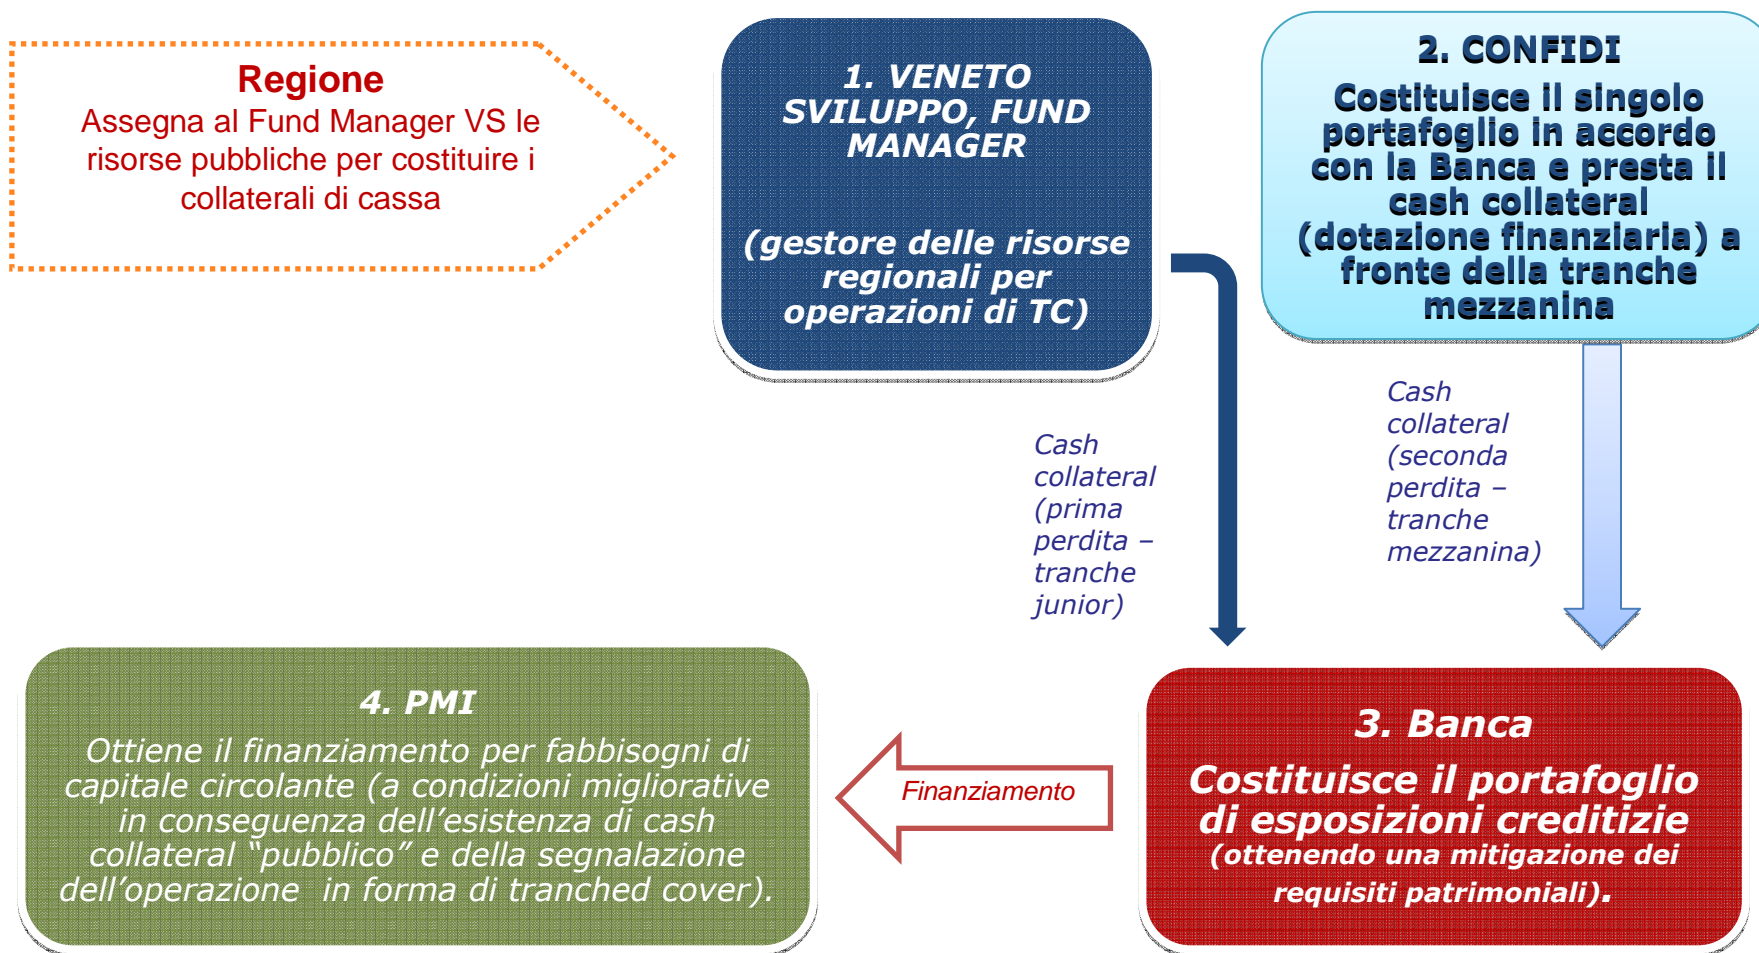 Regione
Assegna al Fund Manager VS le
risorse pubbliche per costituire i
collaterali di cassa
1. VENETO
SVILUPPO, FUND
MANAGER
(gestore delle risorse
regionali per
operazioni di TC)
2. CONFIDI
Costituisce il singolo
portafoglio in accordo
con la Banca e presta il
cash collateral
(dotazione finanziaria) a
fronte della tranche
mezzanina
Cash
collateral
(prima
perdita –
tranche
junior)
Cash
collateral
(seconda
perdita –
tranche
mezzanina)
3. Banca
Costituisce il portafoglio
di esposizioni creditizie
(ottenendo una mitigazione dei
requisiti patrimoniali).
Finanziamento
4. PMI
Ottiene il finanziamento per fabbisogni di
capitale circolante (a condizioni migliorative
in conseguenza dell’esistenza di cash
collateral “pubblico” e della segnalazione
dell’operazione in forma di tranched cover).